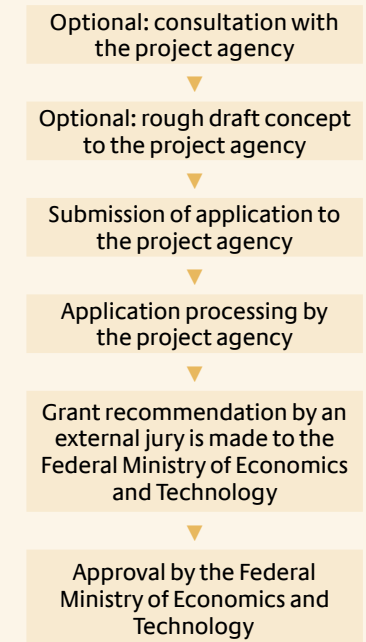 Optional: consultation with
the project agency
Optional: rough draft concept
to the project agency
Submission of application to
the project agency
Application processing by
the project agency
Grant recommendation by an
external jury is made to the
Federal Ministry of Economics
and Technology
Approval by the Federal
Ministry of Economics and
Technology